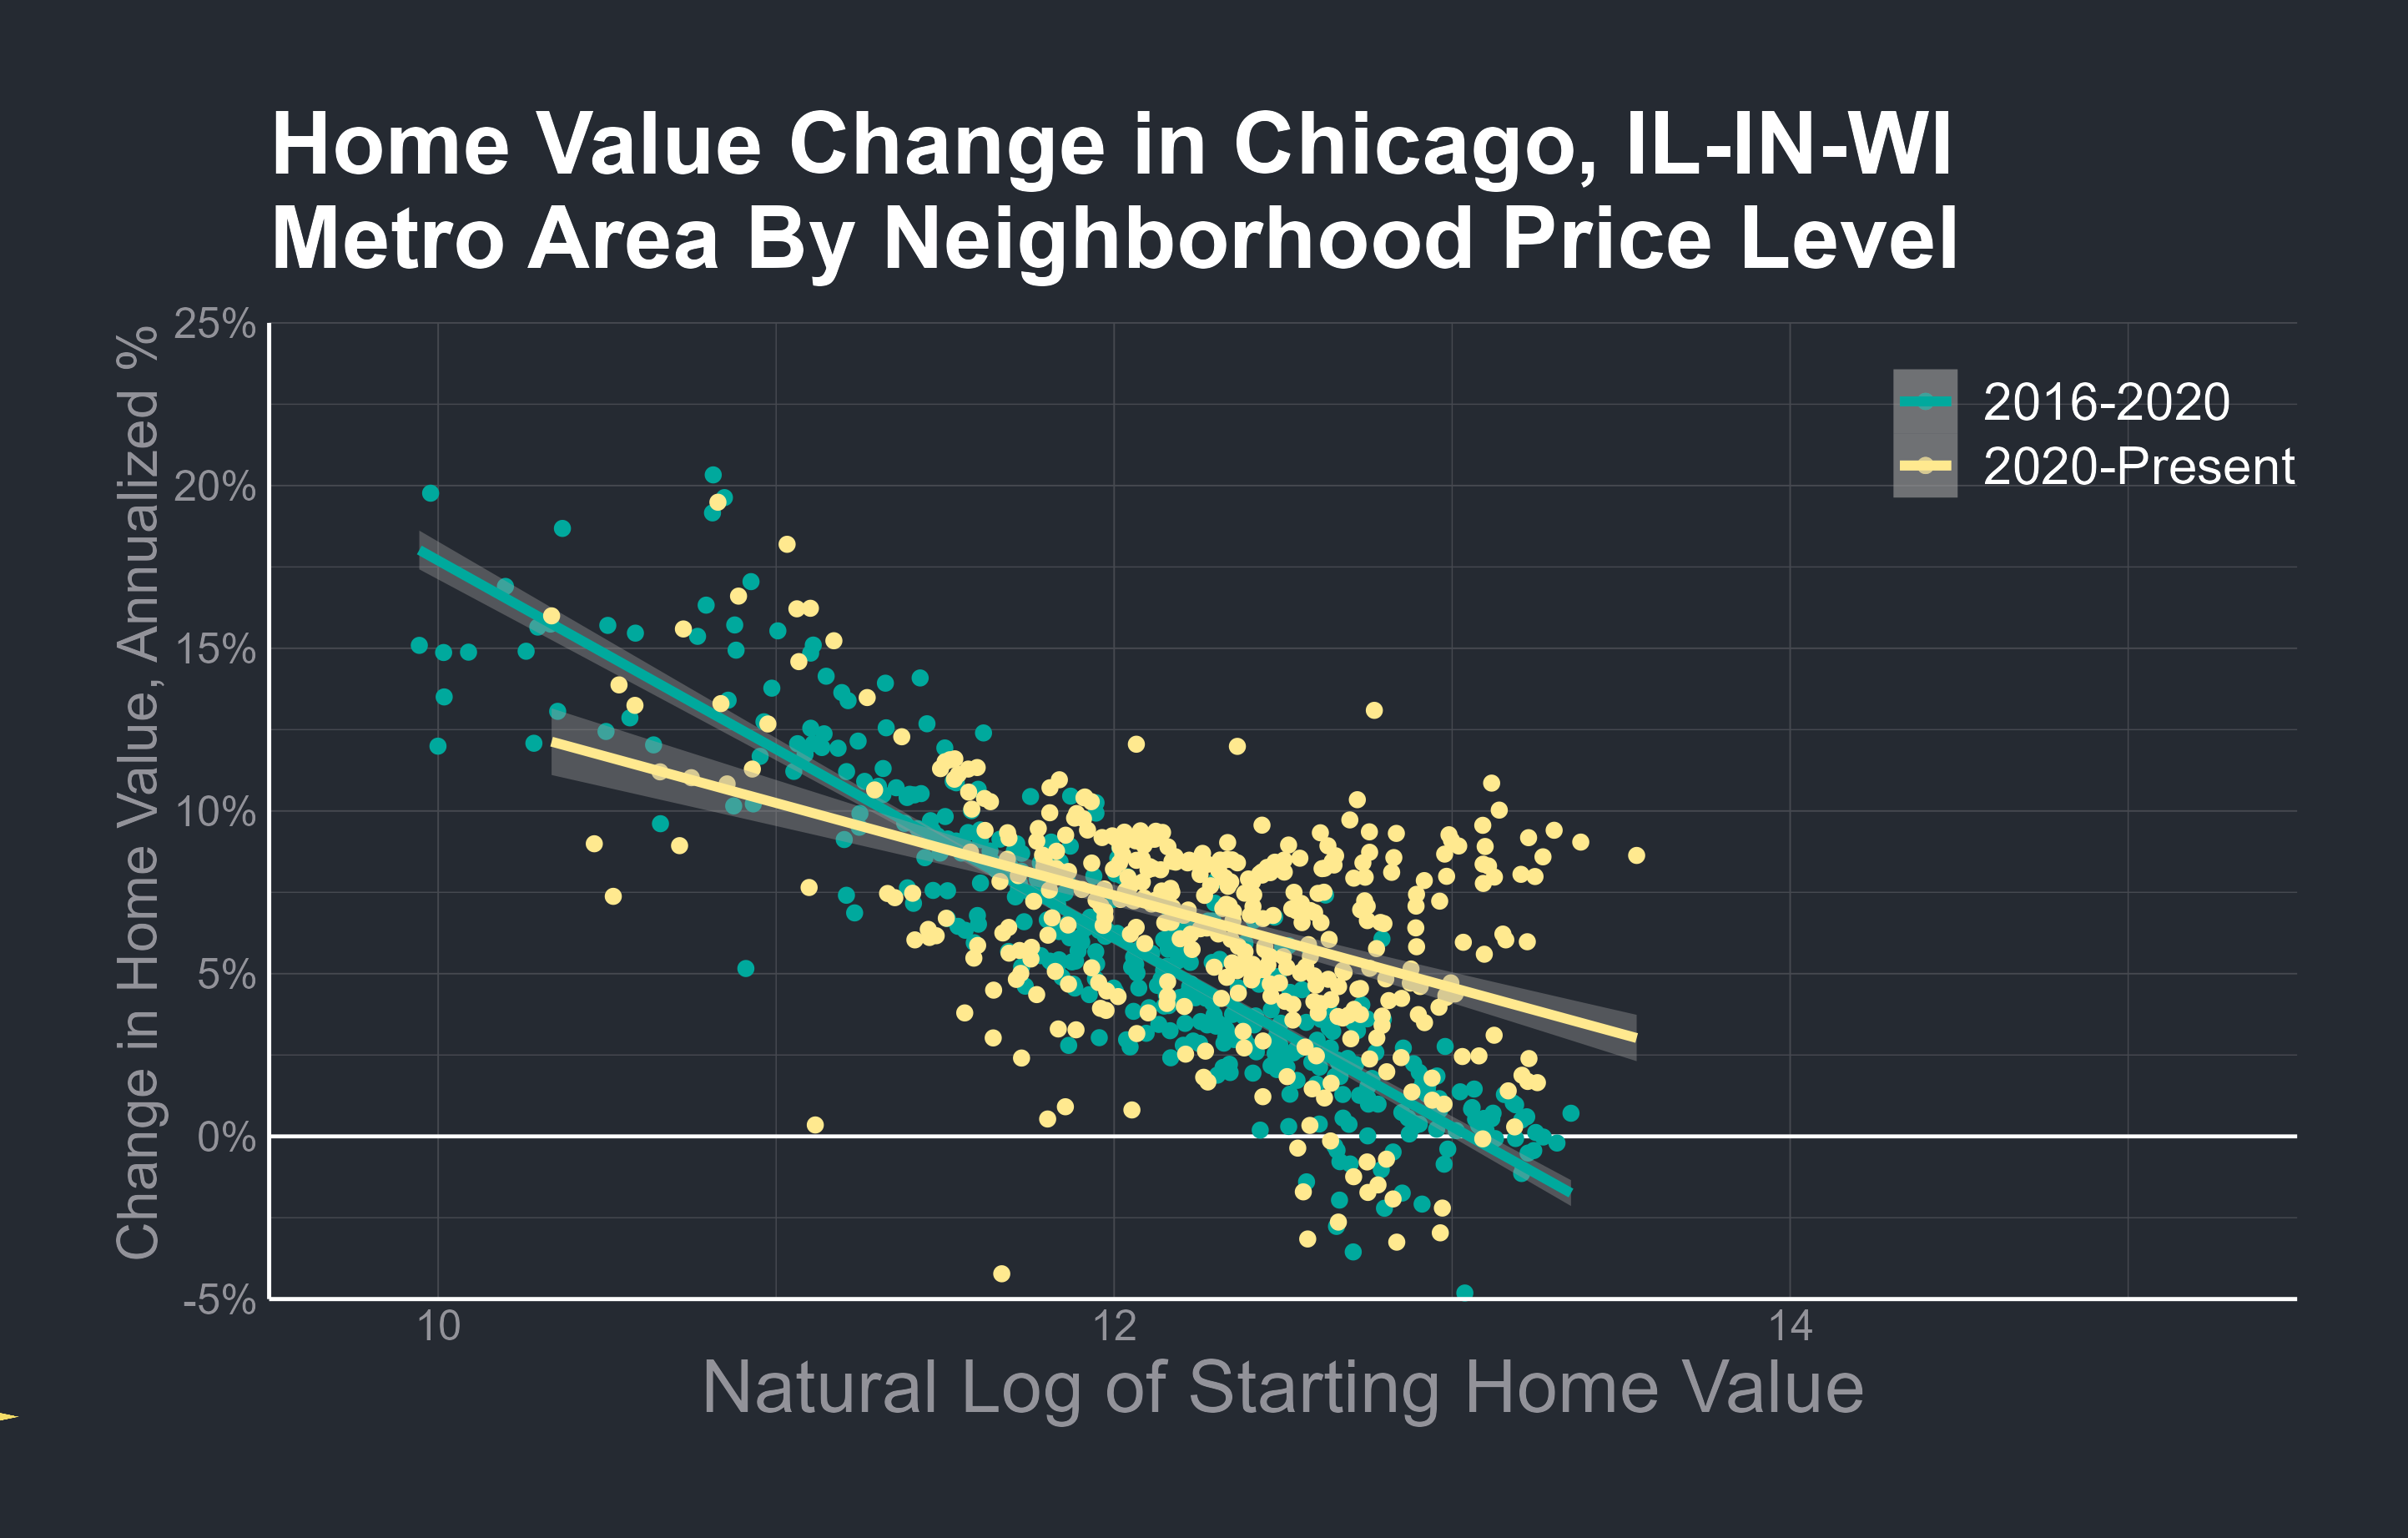 Home Value Change in Chicago, IL-IN-WI
Metro Area By Neighborhood Price Level
Change in Home Value, Annualized %
25%
20%
15%
10%
5%
0%
-5%
2016-2020
2020-Present
10
12
14
Natural Log of Starting Home Value